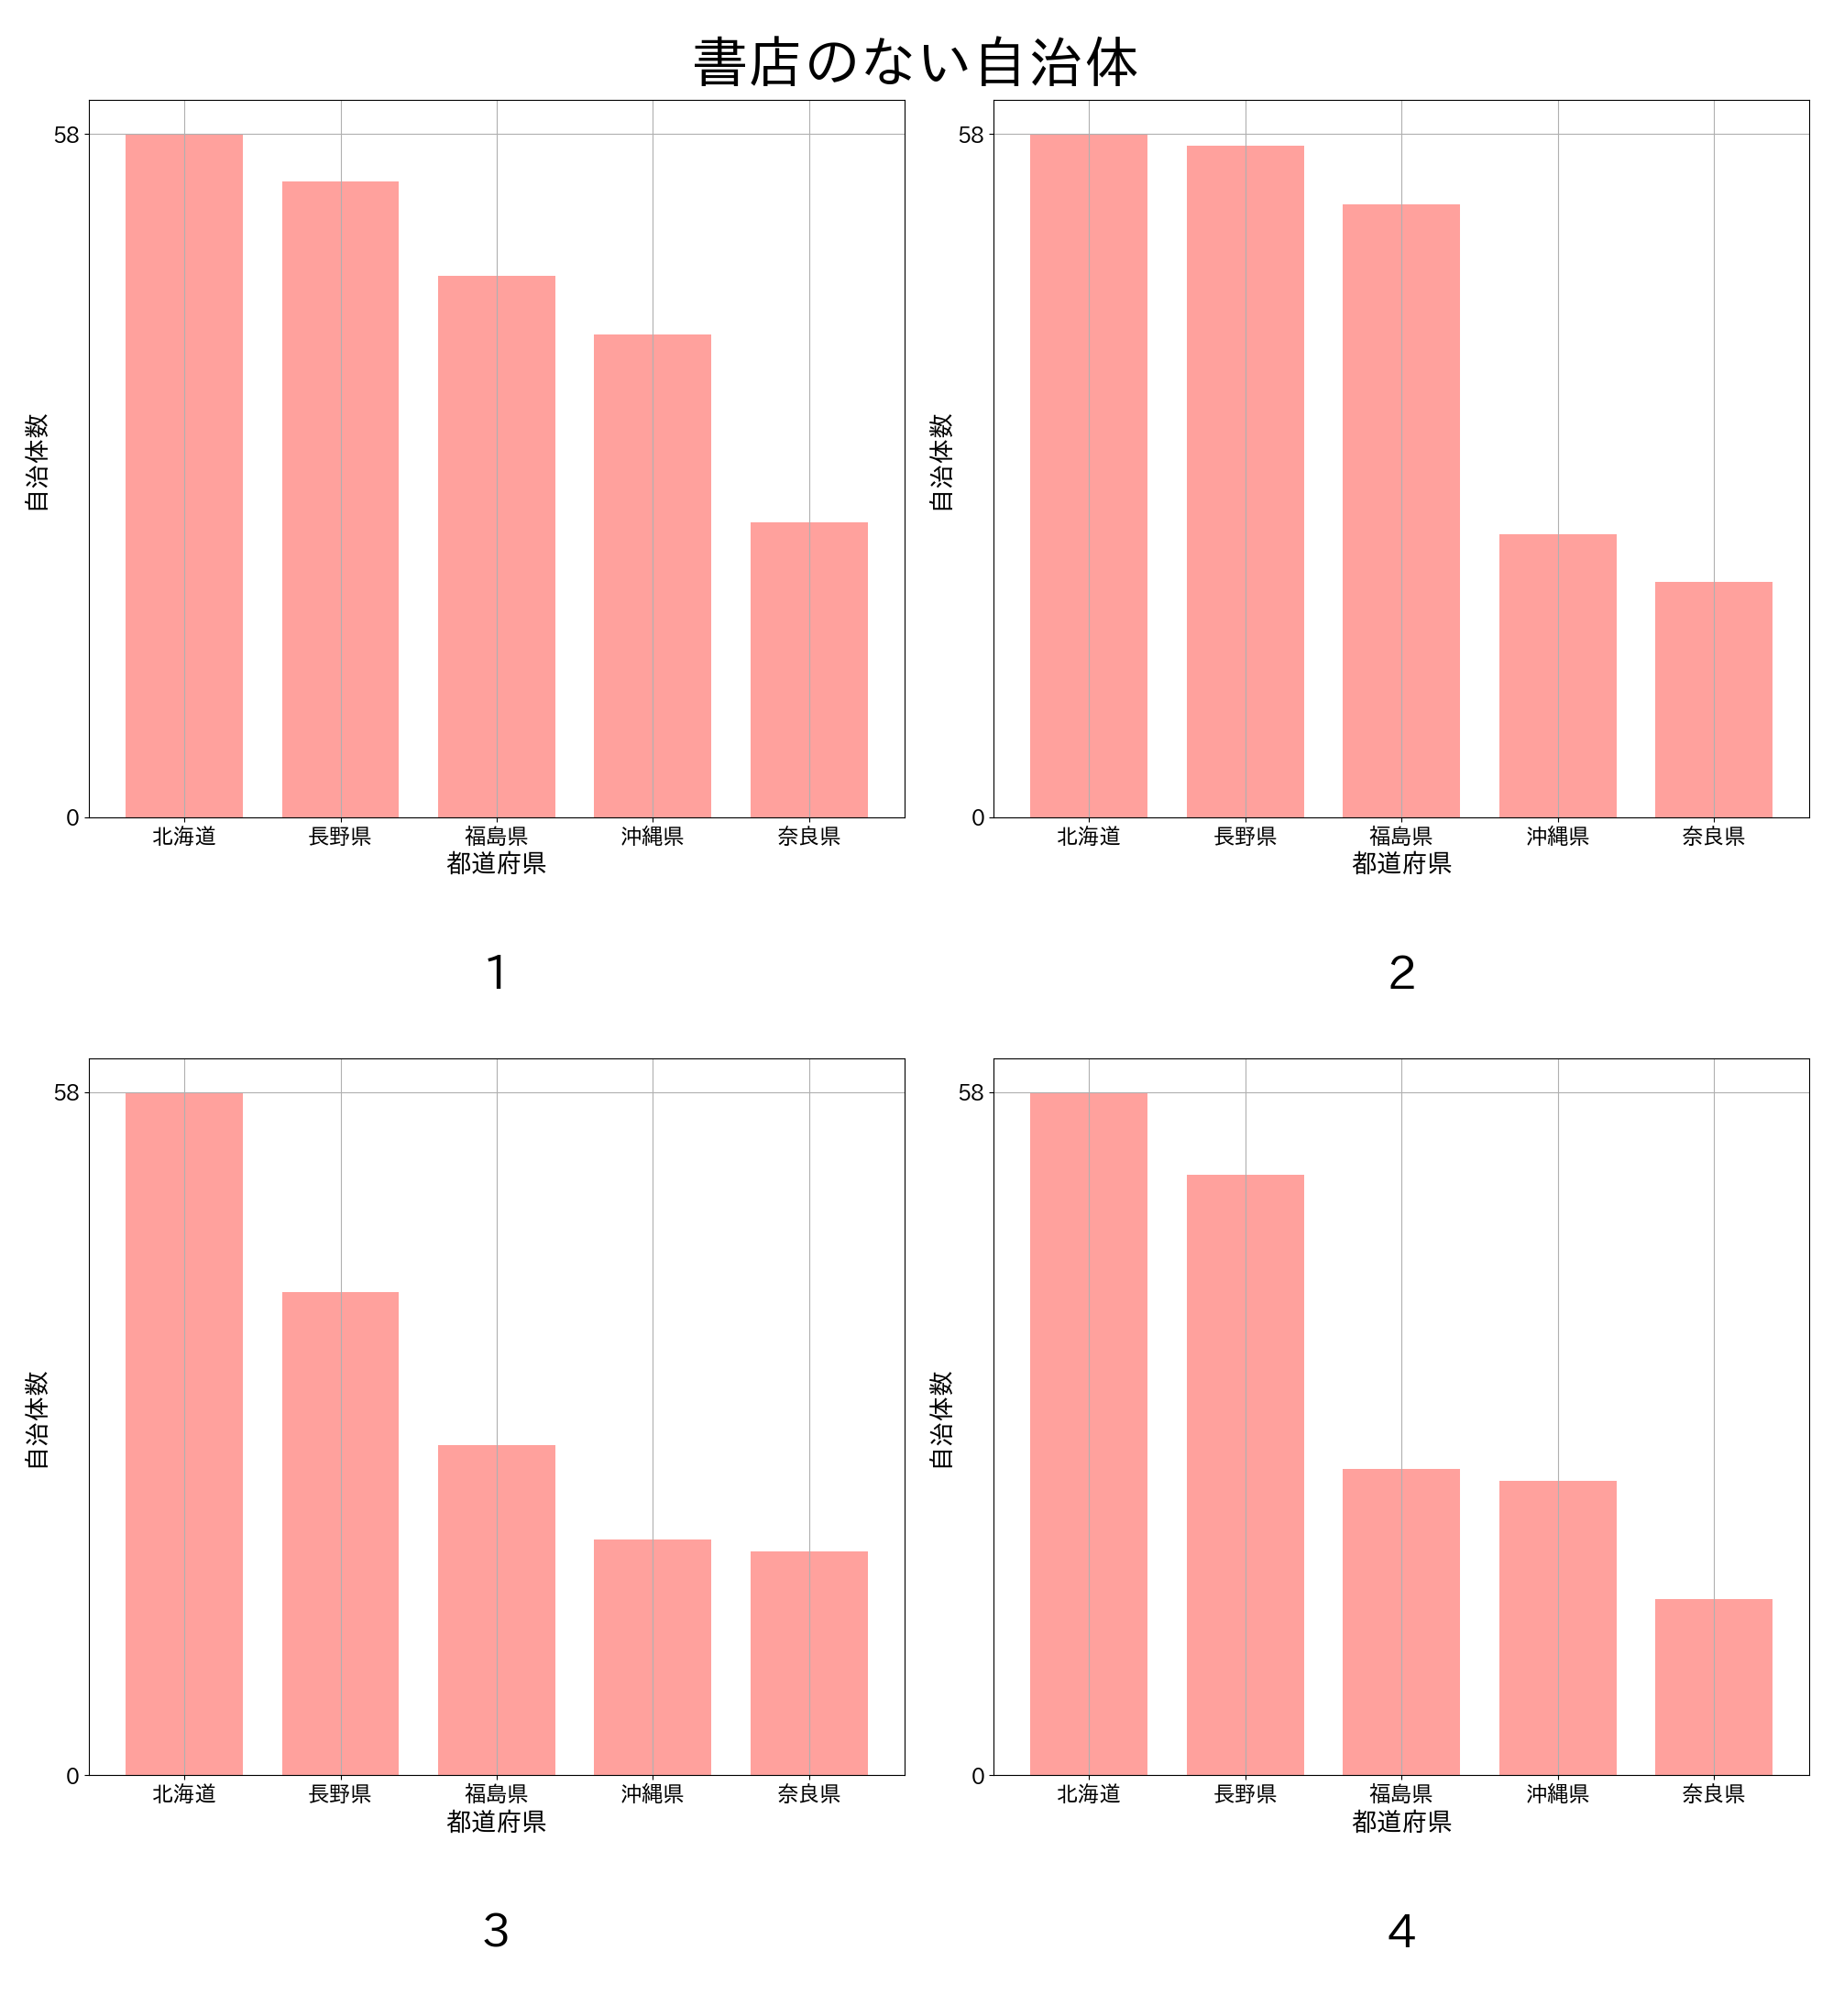 書店のない自治体
58
0
自治体数
北海道 長野県 福島県 沖縄県 奈良県
都道府県
1
58
0
自治体数
北海道 長野県 福島県 沖縄県 奈良県
都道府県
2
58
0
自治体数
北海道 長野県 福島県 沖縄県 奈良県
都道府県
3
58
0
自治体数
北海道 長野県 福島県 沖縄県 奈良県
都道府県
4